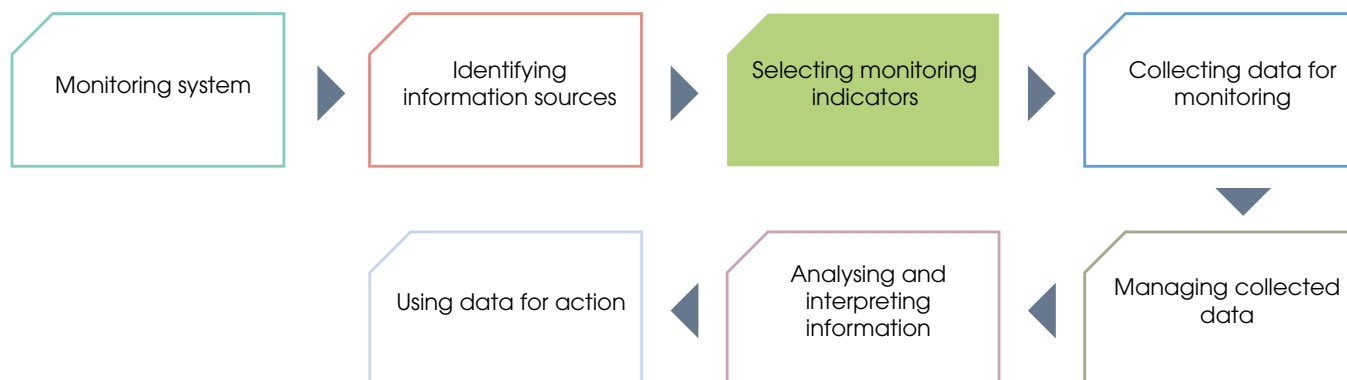 Monitoring system
Identifying
information sources
Selecting monitoring
indicators
Collecting data for
monitoring
Managing collected
data
Analysing and
interpreting
information
Using data for action